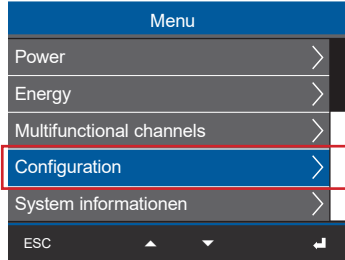 Menu
Power
Energy
Multifunctional channels
Configuration
System informationen
ESC